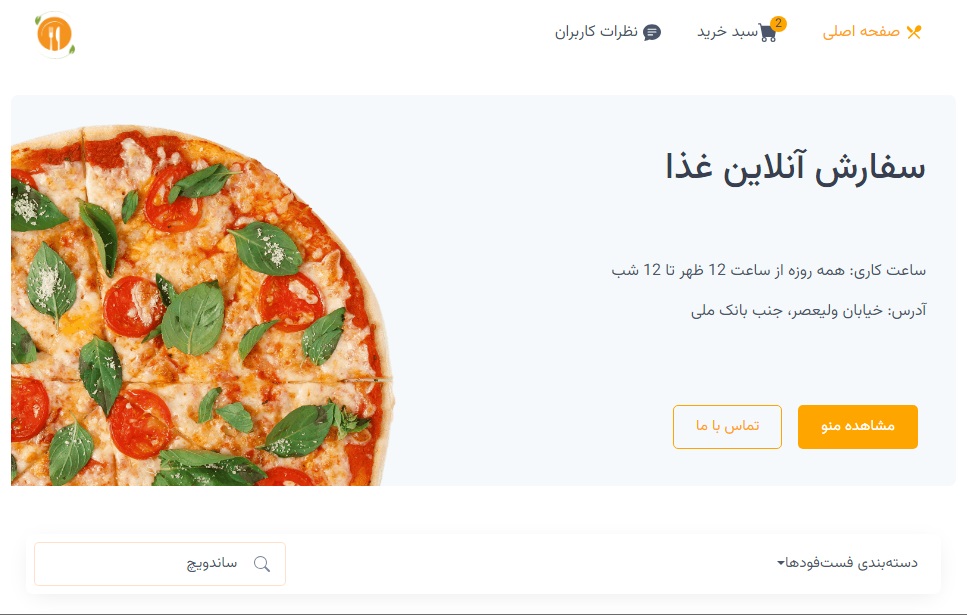 صفحه اصلی
2
سبد خرید
نظرات کاربران
سفارش آنلاین غذا
ساعت کاری: همه روزه از ساعت 12 ظهر تا 12 شب
آدرس: خیابان ولیعصر، جنب بانک ملی
مشاهده منو
تماس با ما
دسته‌بندی فست‌فودها
ساندویچ